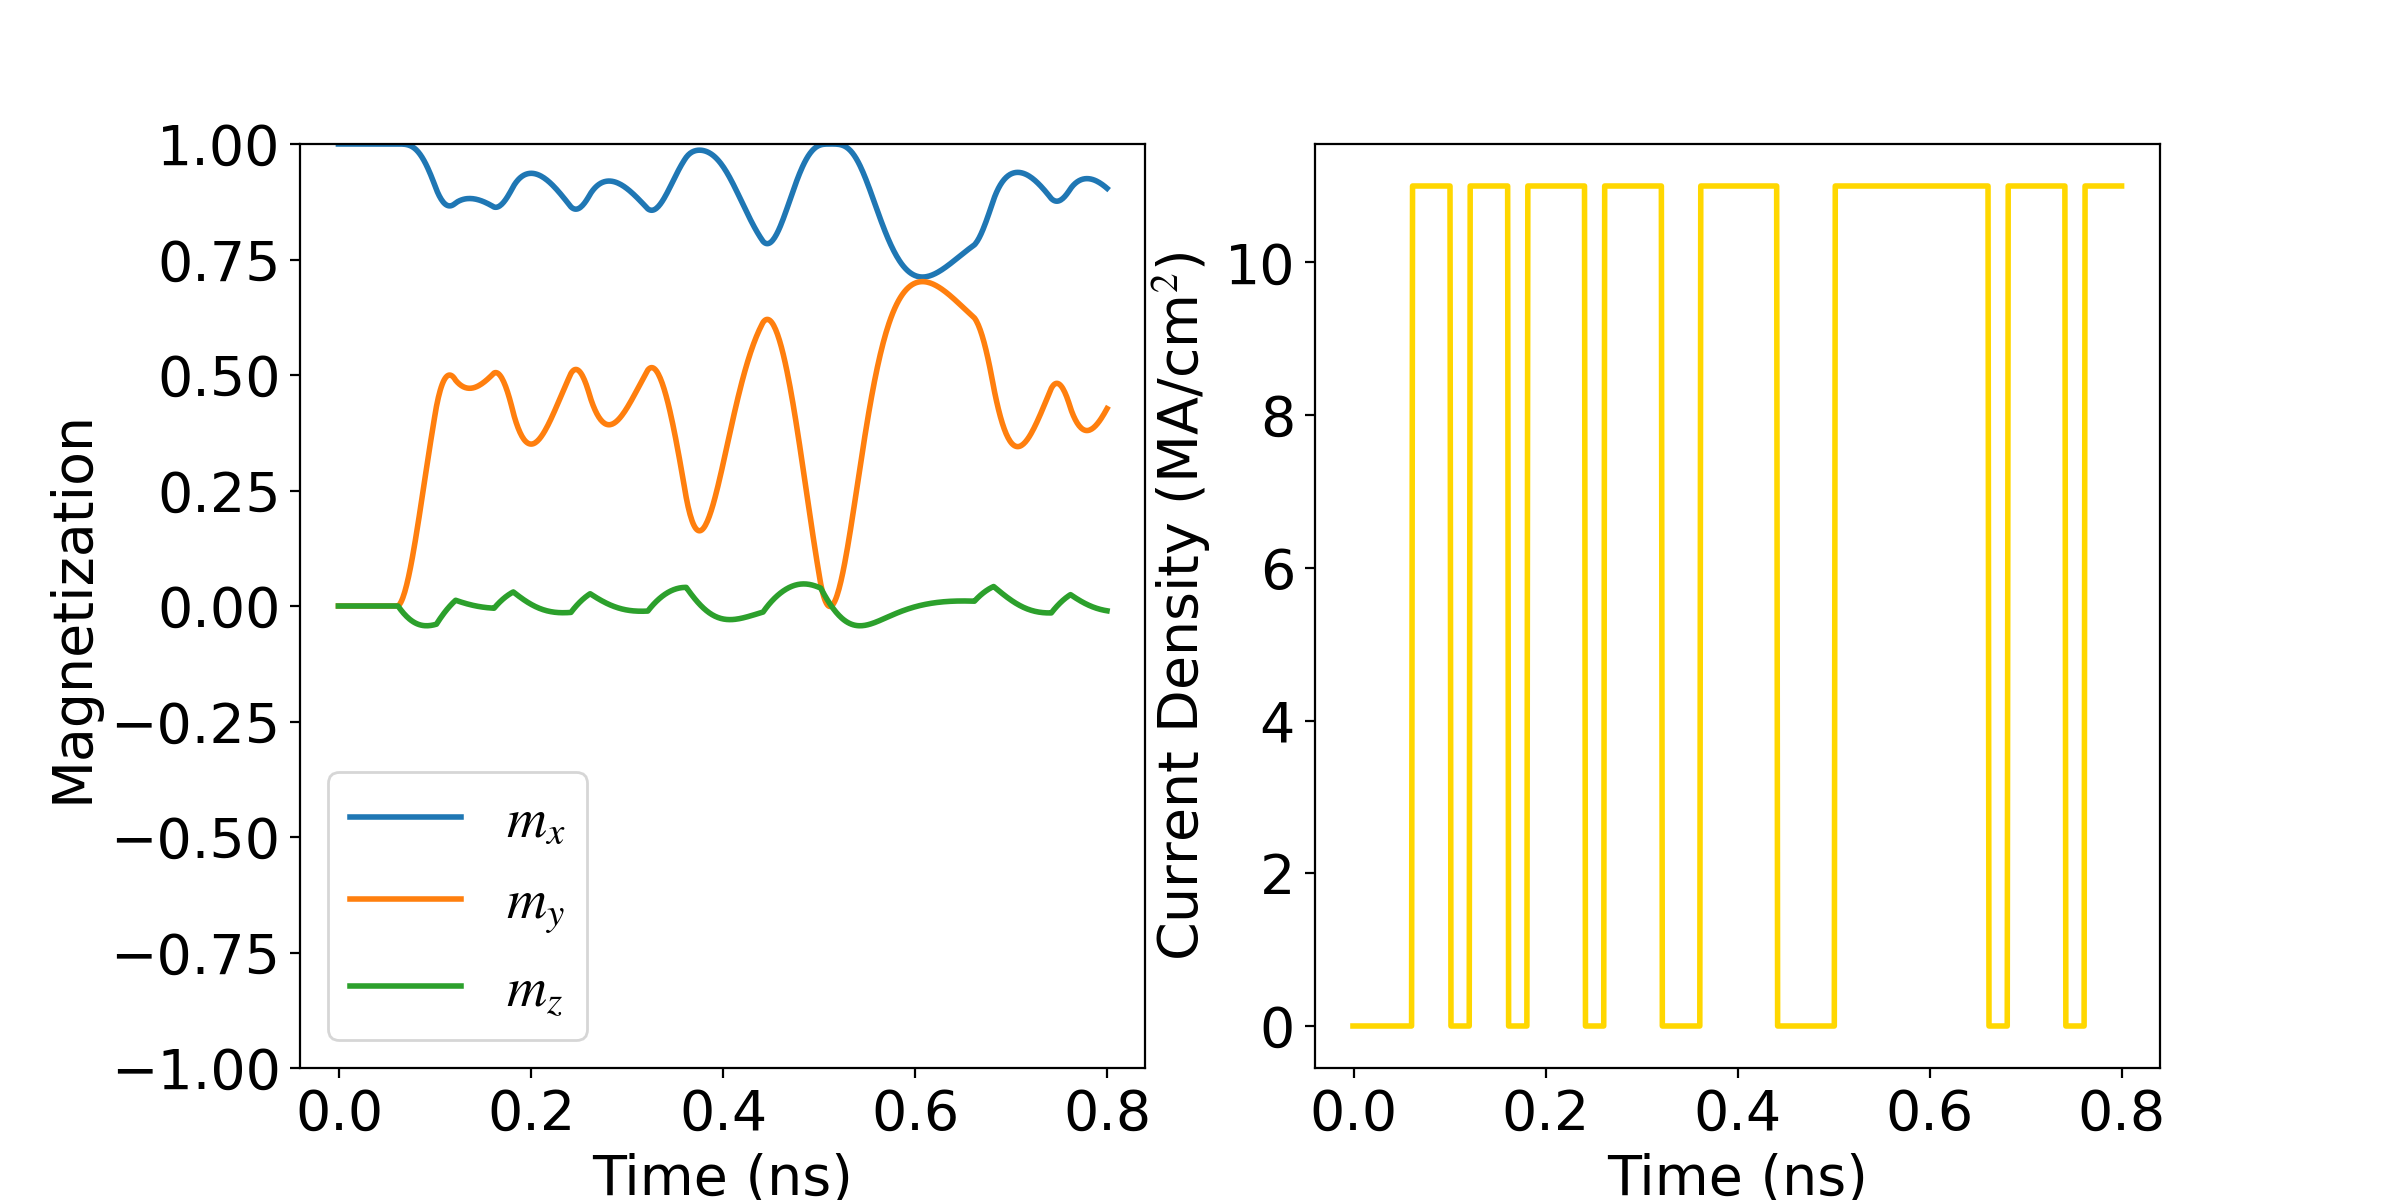 Magnetization
1.00
0.75
0.50
0.25
0.00
−0.25
−0.50
−0.75
−1.00
m_x
m_y
m_z
0.0 0.2 0.4 0.6 0.8
Time (ns)
Current Density (MA/cm²)
10
8
6
4
2
0
0.0 0.2 0.4 0.6 0.8
Time (ns)